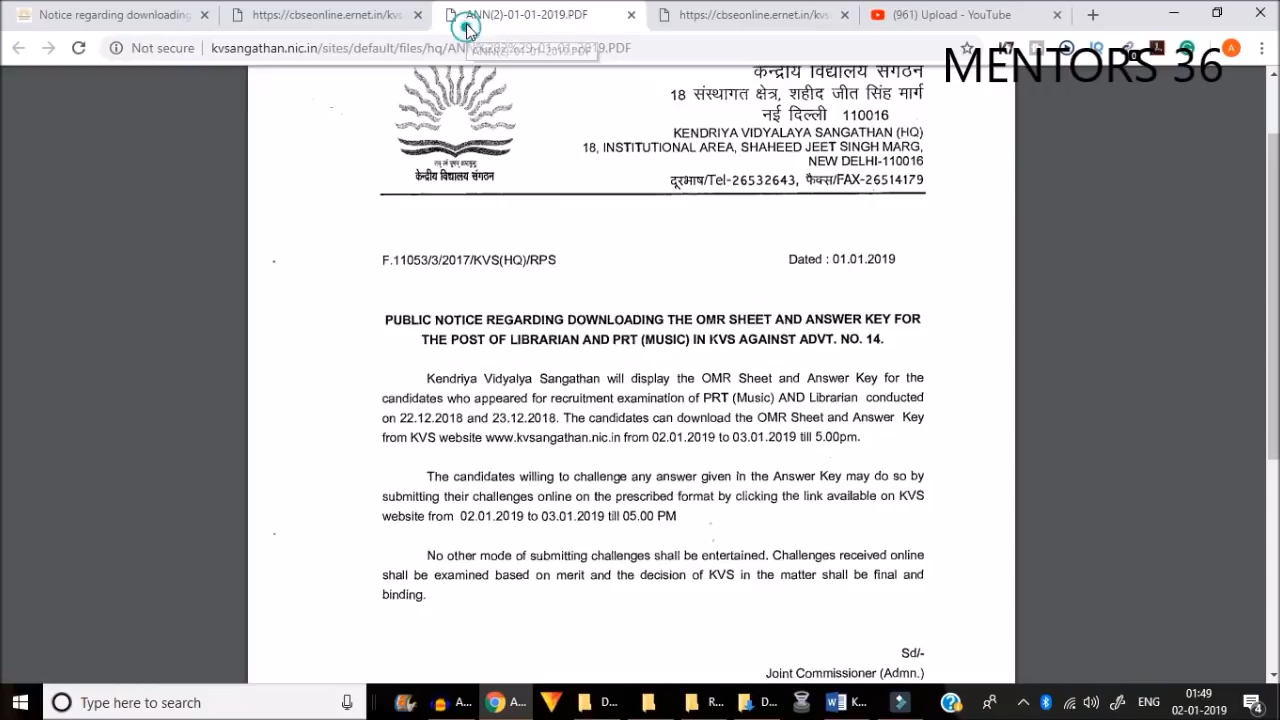 Notice regarding downloading
https://cbseonline.ernet.in/kvs
ANN(2)-01-01-2019.PDF
https://cbseonline.ernet.in/kvs
(961) Upload - YouTube
Not secure
kvsangathan.nic.in/sites/default/files/hq/
MENTORS 36
केन्द्रीय विद्यालय संगठन
18 संस्थागत क्षेत्र, शहीद जीत सिंह मार्ग
नई दिल्ली 110016
KENDRIYA VIDYALAYA SANGATHAN (HQ)
18, INSTITUTIONAL AREA, SHAHEED JEET SINGH MARG,
NEW DELHI-110016
केन्द्रीय विद्यालय संगठन
दूरभाष/Tel-26532643, फैक्स/FAX-26514179
F.11053/3/2017/KVS(HQ)/RPS
Dated : 01.01.2019
PUBLIC NOTICE REGARDING DOWNLOADING THE OMR SHEET AND ANSWER KEY FOR
THE POST OF LIBRARIAN AND PRT (MUSIC) IN KVS AGAINST ADVT. NO. 14.
Kendriya Vidyalya Sangathan will display the OMR Sheet and Answer Key for the
candidates who appeared for recruitment examination of PRT (Music) AND Librarian conducted
on 22.12.2018 and 23.12.2018. The candidates can download the OMR Sheet and Answer Key
from KVS website www.kvsangathan.nic.in from 02.01.2019 to 03.01.2019 till 5.00pm.
The candidates willing to challenge any answer given in the Answer Key may do so by
submitting their challenges online on the prescribed format by clicking the link available on KVS
website from 02.01.2019 to 03.01.2019 till 05.00 PM
No other mode of submitting challenges shall be entertained. Challenges received online
shall be examined based on merit and the decision of KVS in the matter shall be final and
binding.
Sd/-
Joint Commissioner (Admn.)
Type here to search
A...
A...
D...
R...
D...
K...
ENG
01:49
02-01-2019